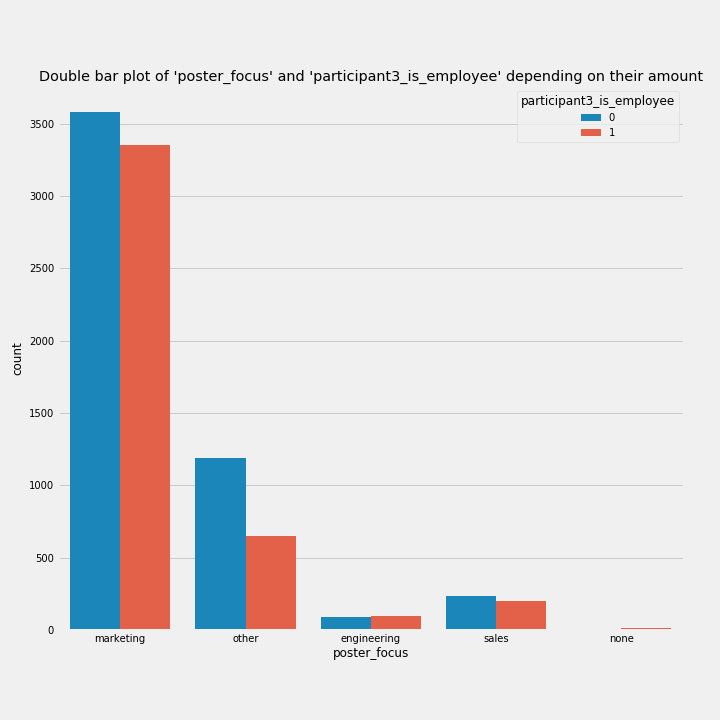 Double bar plot of 'poster_focus' and 'participant3_is_employee' depending on their amount
participant3_is_employee
0
1
3500
3000
2500
2000
1500
1000
500
0
count
marketing other engineering sales none
poster_focus